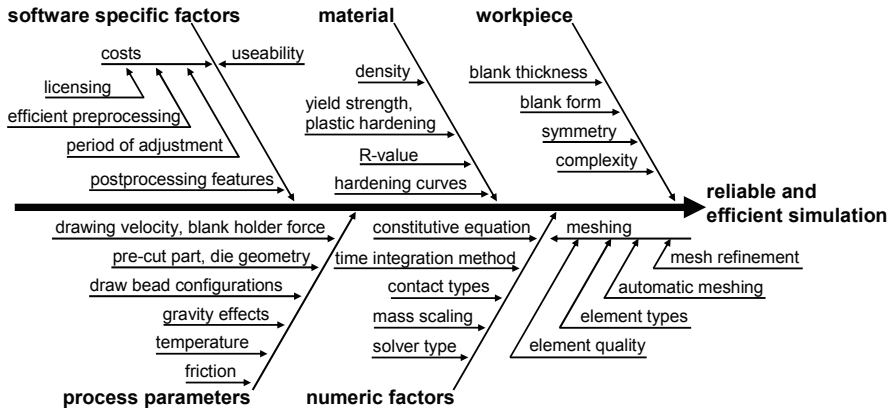 software specific factors
costs
useability
licensing
efficient preprocessing
period of adjustment
postprocessing features
material
density
yield strength,
plastic hardening
R-value
hardening curves
workpiece
blank thickness
blank form
symmetry
complexity
reliable and
efficient simulation
drawing velocity, blank holder force
pre-cut part, die geometry
draw bead configurations
gravity effects
temperature
friction
process parameters
constitutive equation
time integration method
contact types
mass scaling
solver type
numeric factors
meshing
mesh refinement
automatic meshing
element types
element quality